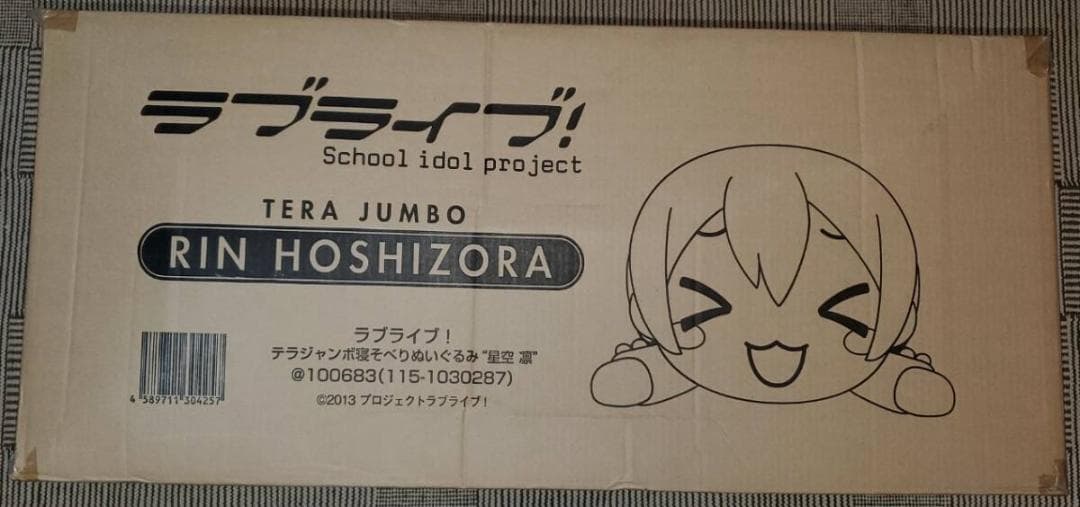 ラブライブ!
School idol project
TERA JUMBO
RIN HOSHIZORA
ラブライブ!
テラジャンボ寝そべりぬいぐるみ"星空 凛"
@100683(115-1030287)
©2013 プロジェクトラブライブ!
4 589711 304257